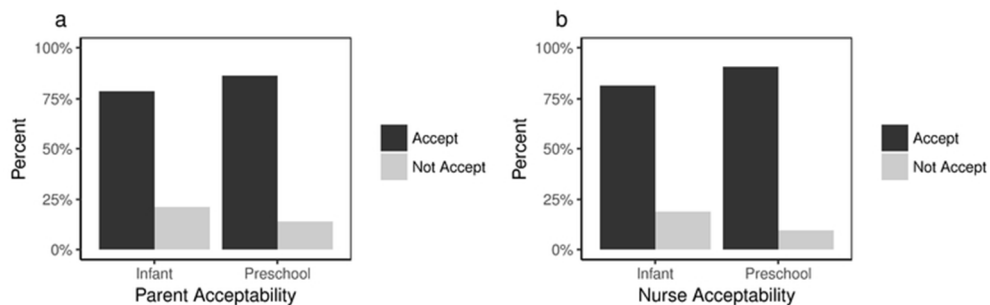 a
100%
75%
50%
25%
0%
Percent
Infant Preschool
Parent Acceptability
Accept
Not Accept
b
100%
75%
50%
25%
0%
Percent
Infant Preschool
Nurse Acceptability
Accept
Not Accept